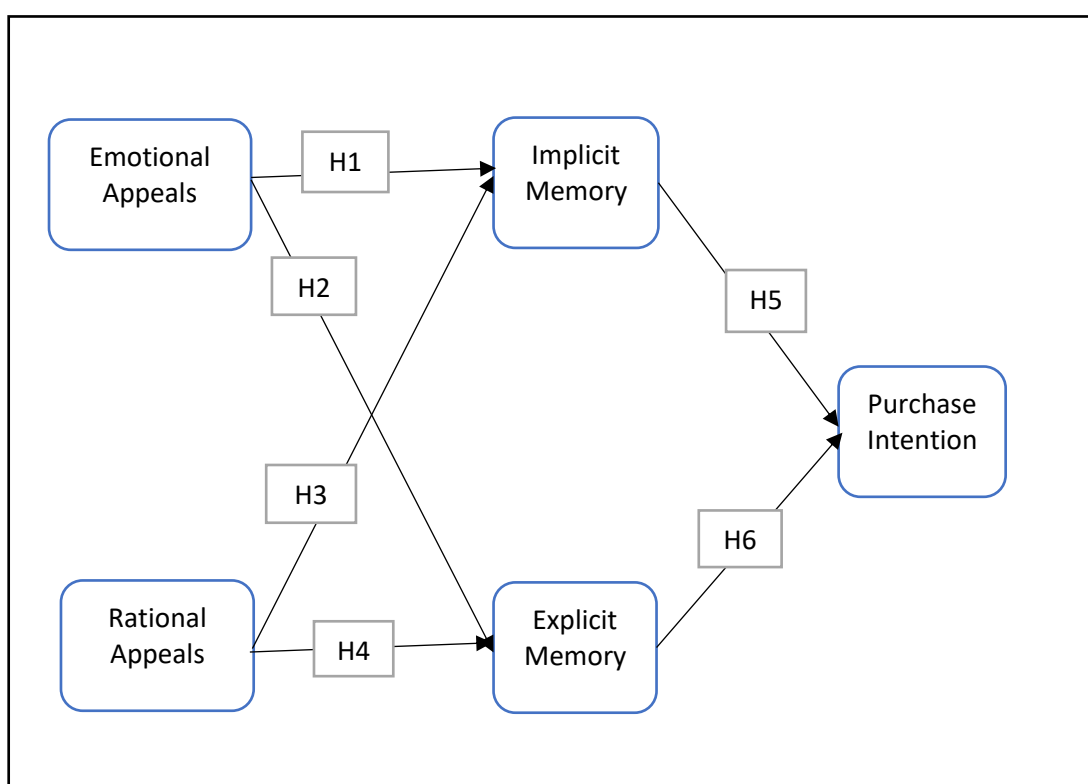 Emotional
Appeals
H1
Implicit
Memory
H2
H5
Purchase
Intention
H3
H6
Rational
Appeals
H4
Explicit
Memory